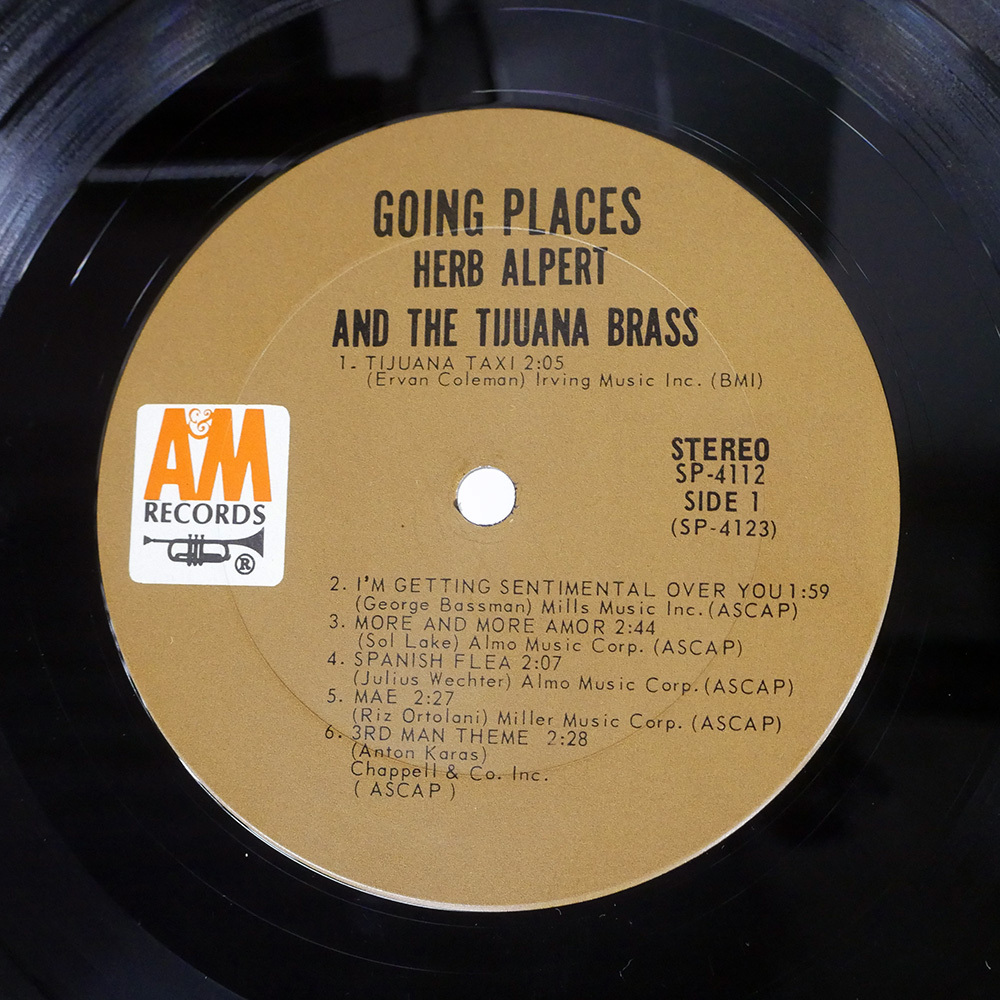 GOING PLACES
HERB ALPERT
AND THE TIJUANA BRASS
1. TIJUANA TAXI 2:05
(Ervan Coleman) Irving Music Inc. (BMI)
A&M
RECORDS
®
STEREO
SP-4112
SIDE 1
(SP-4123)
2. I'M GETTING SENTIMENTAL OVER YOU 1:59
(George Bassman) Mills Music Inc. (ASCAP)
3. MORE AND MORE AMOR 2:44
(Sol Lake) Almo Music Corp. (ASCAP)
4. SPANISH FLEA 2:07
(Julius Wechter) Almo Music Corp. (ASCAP)
5. MAE 2:27
(Riz Ortolani) Miller Music Corp. (ASCAP)
6. 3RD MAN THEME 2:28
(Anton Karas)
Chappell & Co. Inc.
( ASCAP )